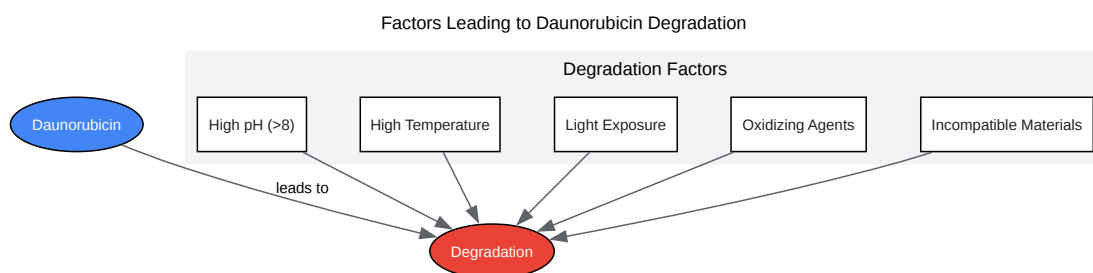 Factors Leading to Daunorubicin Degradation
Degradation Factors
Daunorubicin
High pH (>8)
High Temperature
Light Exposure
Oxidizing Agents
Incompatible Materials
leads to
Degradation